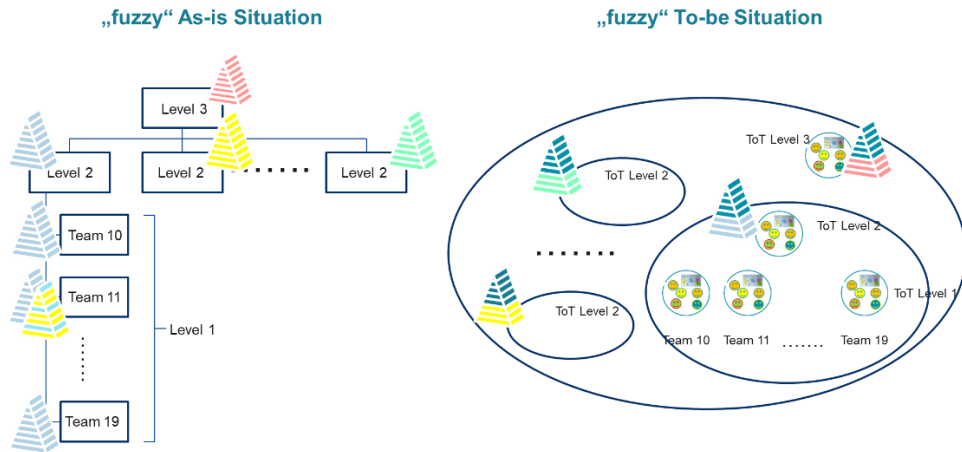 „fuzzy“ As-is Situation
Level 3
Level 2
Level 2
Level 2
Team 10
Team 11
Level 1
Team 19
„fuzzy“ To-be Situation
ToT Level 3
ToT Level 2
ToT Level 2
ToT Level 1
ToT Level 2
Team 10
Team 11
Team 19